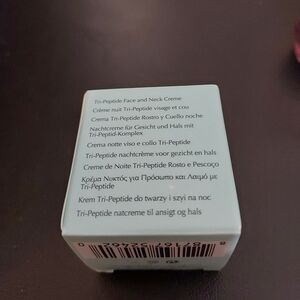 Tri-Peptide Face and Neck Creme
Crème nuit Tri-Peptide visage et cou
Crema Tri-Peptide Rostro y Cuello noche
Nachtcreme für Gesicht und Hals mit
Tri-Peptid-Komplex
Crema notte viso e collo Tri-Peptide
Tri-Peptide nachtcrème voor gezicht en hals
Creme de Noite Tri-Peptide Rosto e Pescoço
Κρέμα Νυκτός για Πρόσωπο και Λαιμό με
Tri-Peptide
Krem Tri-Peptide do twarzy i szyi na noc
Tri-Peptide natcreme til ansigt og hals